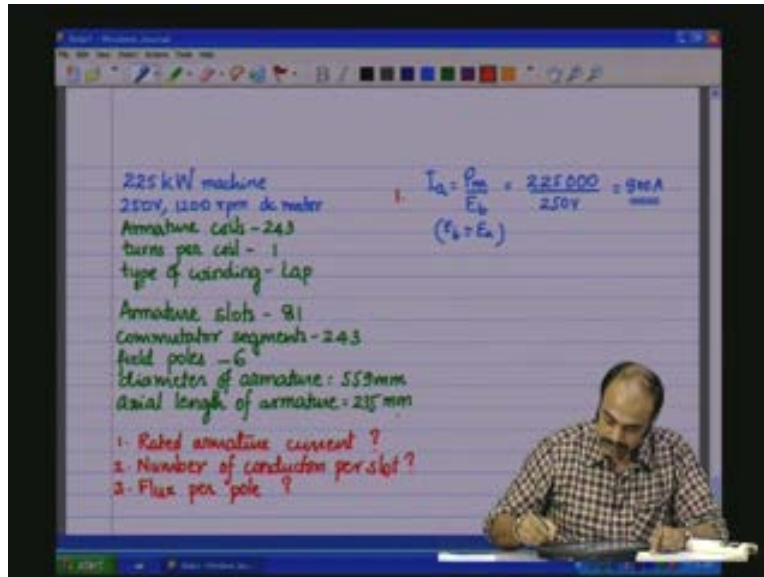 225 kW machine
250V, 1200 rpm dc motor
Armature coils - 243
turns per coil - 1
type of winding - Lap
Armature slots - 81
commutator segments - 243
field poles - 6
diameter of armature = 559mm
axial length of armature = 235 mm
1. Rated armature current ?
2. Number of conductors per slot ?
3. Flux per pole ?
1. Ia = Pm / Eb = 225000 / 250V = 900A
(Eb = Ea)